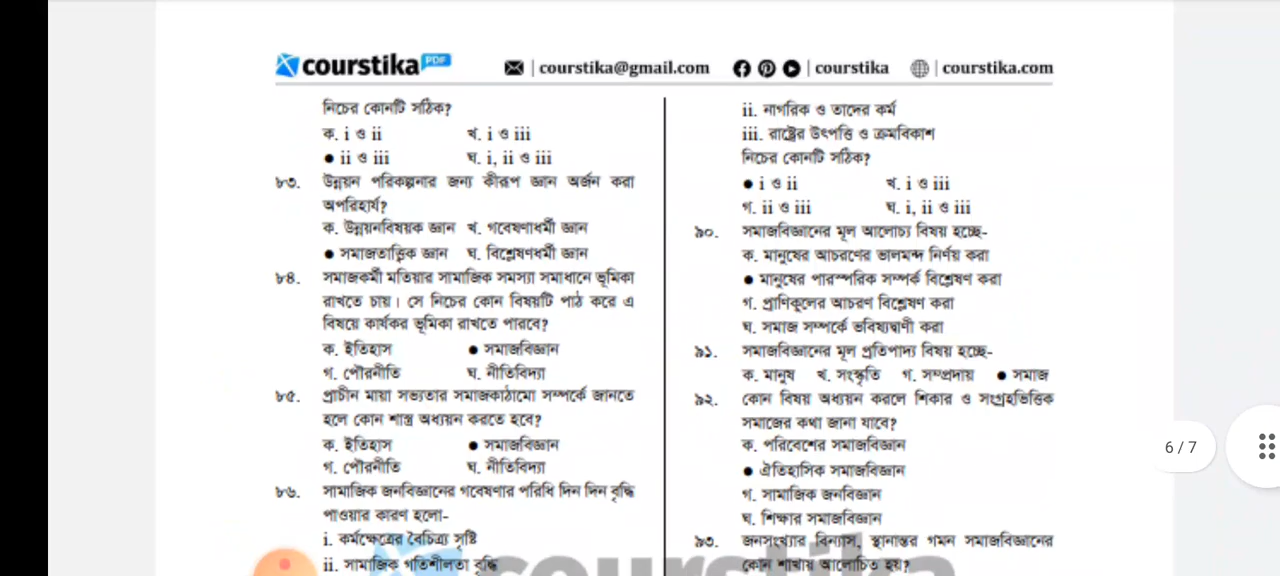 courstika PDF
| courstika@gmail.com
| courstika
| courstika.com
নিচের কোনটি সঠিক?
ক. i ও ii খ. i ও iii
● ii ও iii ঘ. i, ii ও iii
৮৩. উন্নয়ন পরিকল্পনার জন্য কীরূপ জ্ঞান অর্জন করা
অপরিহার্য?
ক. উন্নয়নবিষয়ক জ্ঞান খ. গবেষণাধর্মী জ্ঞান
● সমাজতাত্ত্বিক জ্ঞান ঘ. বিশ্লেষণধর্মী জ্ঞান
৮৪. সমাজকর্মী মতিয়ার সামাজিক সমস্যা সমাধানে ভূমিকা
রাখতে চায়। সে নিচের কোন বিষয়টি পাঠ করে এ
বিষয়ে কার্যকর ভূমিকা রাখতে পারবে?
ক. ইতিহাস ● সমাজবিজ্ঞান
গ. পৌরনীতি ঘ. নীতিবিদ্যা
৮৫. প্রাচীন মায়া সভ্যতার সমাজকাঠামো সম্পর্কে জানতে
হলে কোন শাস্ত্র অধ্যয়ন করতে হবে?
ক. ইতিহাস ● সমাজবিজ্ঞান
গ. পৌরনীতি ঘ. নীতিবিদ্যা
৮৬. সামাজিক জনবিজ্ঞানের গবেষণার পরিধি দিন দিন বৃদ্ধি
পাওয়ার কারণ হলো-
i. কর্মক্ষেত্রের বৈচিত্র্য সৃষ্টি
ii. সামাজিক গতিশীলতা বৃদ্ধি
ii. নাগরিক ও তাদের কর্ম
iii. রাষ্ট্রের উৎপত্তি ও ক্রমবিকাশ
নিচের কোনটি সঠিক?
● i ও ii খ. i ও iii
গ. ii ও iii ঘ. i, ii ও iii
৯০. সমাজবিজ্ঞানের মূল আলোচ্য বিষয় হচ্ছে-
ক. মানুষের আচরণের ভালমন্দ নির্ণয় করা
● মানুষের পারস্পরিক সম্পর্ক বিশ্লেষণ করা
গ. প্রাণিকূলের আচরণ বিশ্লেষণ করা
ঘ. সমাজ সম্পর্কে ভবিষ্যদ্বাণী করা
৯১. সমাজবিজ্ঞানের মূল প্রতিপাদ্য বিষয় হচ্ছে-
ক. মানুষ খ. সংস্কৃতি গ. সম্প্রদায় ● সমাজ
৯২. কোন বিষয় অধ্যয়ন করলে শিকার ও সংগ্রহভিত্তিক
সমাজের কথা জানা যাবে?
ক. পরিবেশের সমাজবিজ্ঞান
● ঐতিহাসিক সমাজবিজ্ঞান
গ. সামাজিক জনবিজ্ঞান
ঘ. শিক্ষার সমাজবিজ্ঞান
৯৩. জনসংখ্যার বিন্যাস, স্থানান্তর গমন সমাজবিজ্ঞানের
কোন শাখায় আলোচিত হয়?
courstika
6 / 7